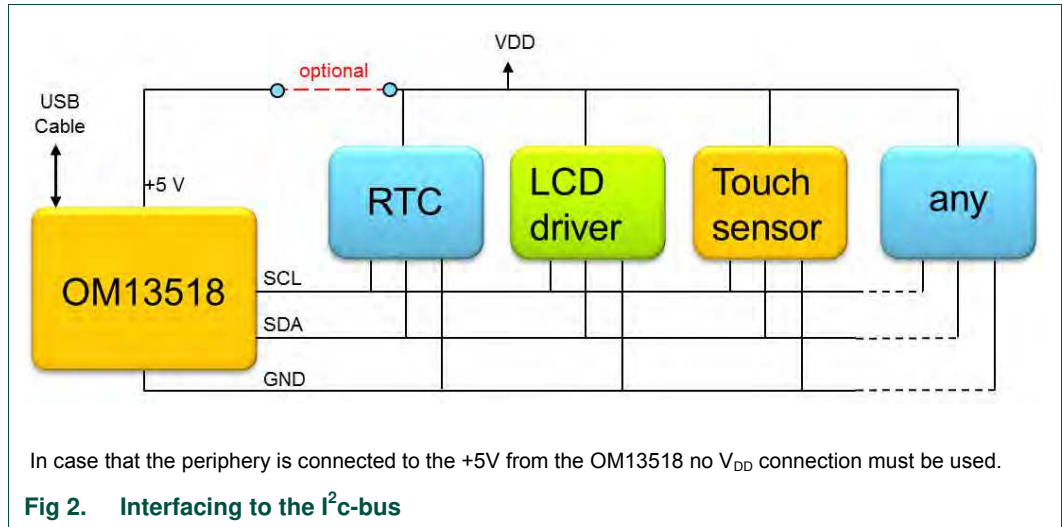 VDD
optional
USB
Cable
+5 V
RTC
LCD
driver
Touch
sensor
any
OM13518
SCL
SDA
GND
In case that the periphery is connected to the +5V from the OM13518 no VDD connection must be used.
Fig 2. Interfacing to the I²c-bus